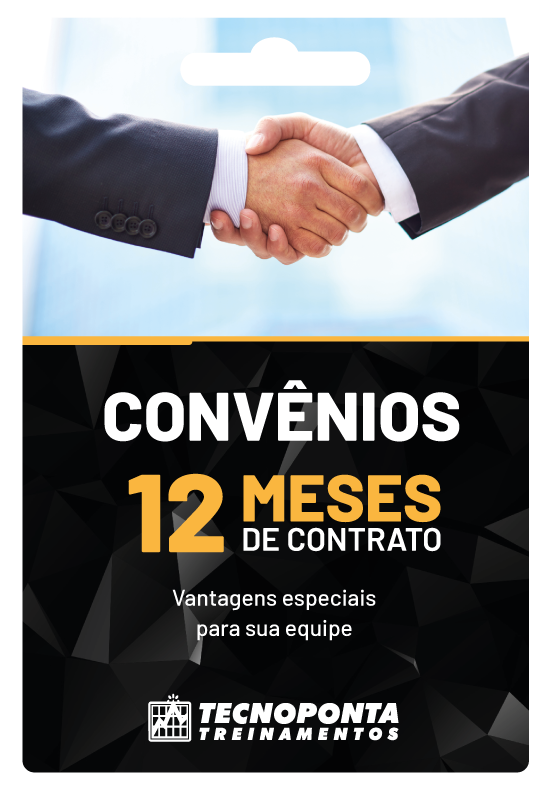 CONVÊNIOS
12 MESES
DE CONTRATO
Vantagens especiais
para sua equipe
TECNOPONTA
TREINAMENTOS